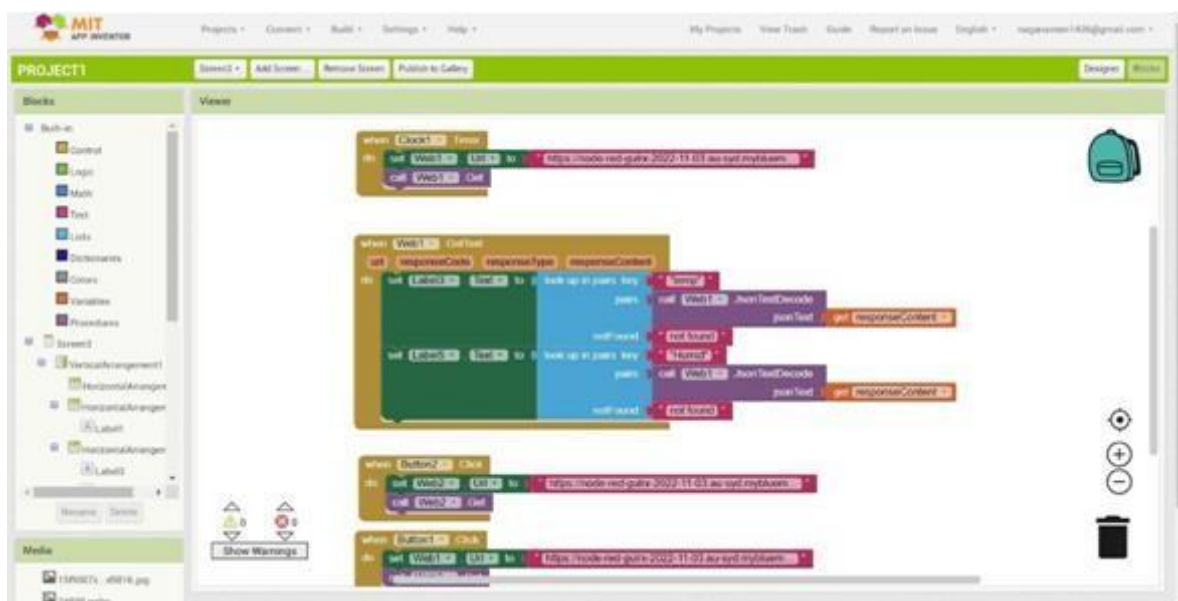 MIT
APP INVENTOR
Projects Connect Build Settings Help My Projects View Trash Guide Report an Issue English
PROJECT1 Screen3 Add Screen ... Remove Screen Publish to Gallery Designer Blocks
Blocks Viewer
Built-in
Control
Logic
Math
Text
Lists
Dictionaries
Colors
Variables
Procedures
Screen3
VerticalArrangement1
HorizontalArrangem
HorizontalArrangem
Label1
HorizontalArrangem
Rename Delete
Media
when Clock1 Timer
do set Web1 Url to
call Web1 Get
when Web1 GotText
url responseCode responseType responseContent
do set Label3 Text to look up in pairs key "Temp"
pairs call Web1 JsonTextDecode
jsonText get responseContent
notFound "not found"
set Label5 Text to look up in pairs key "Humid"
pairs call Web1 JsonTextDecode
jsonText get responseContent
notFound "not found"
when Button2 Click
do set Web2 Url to
call Web2 Get
when Button1 Click
do set Web1 Url to
0 0
Show Warnings